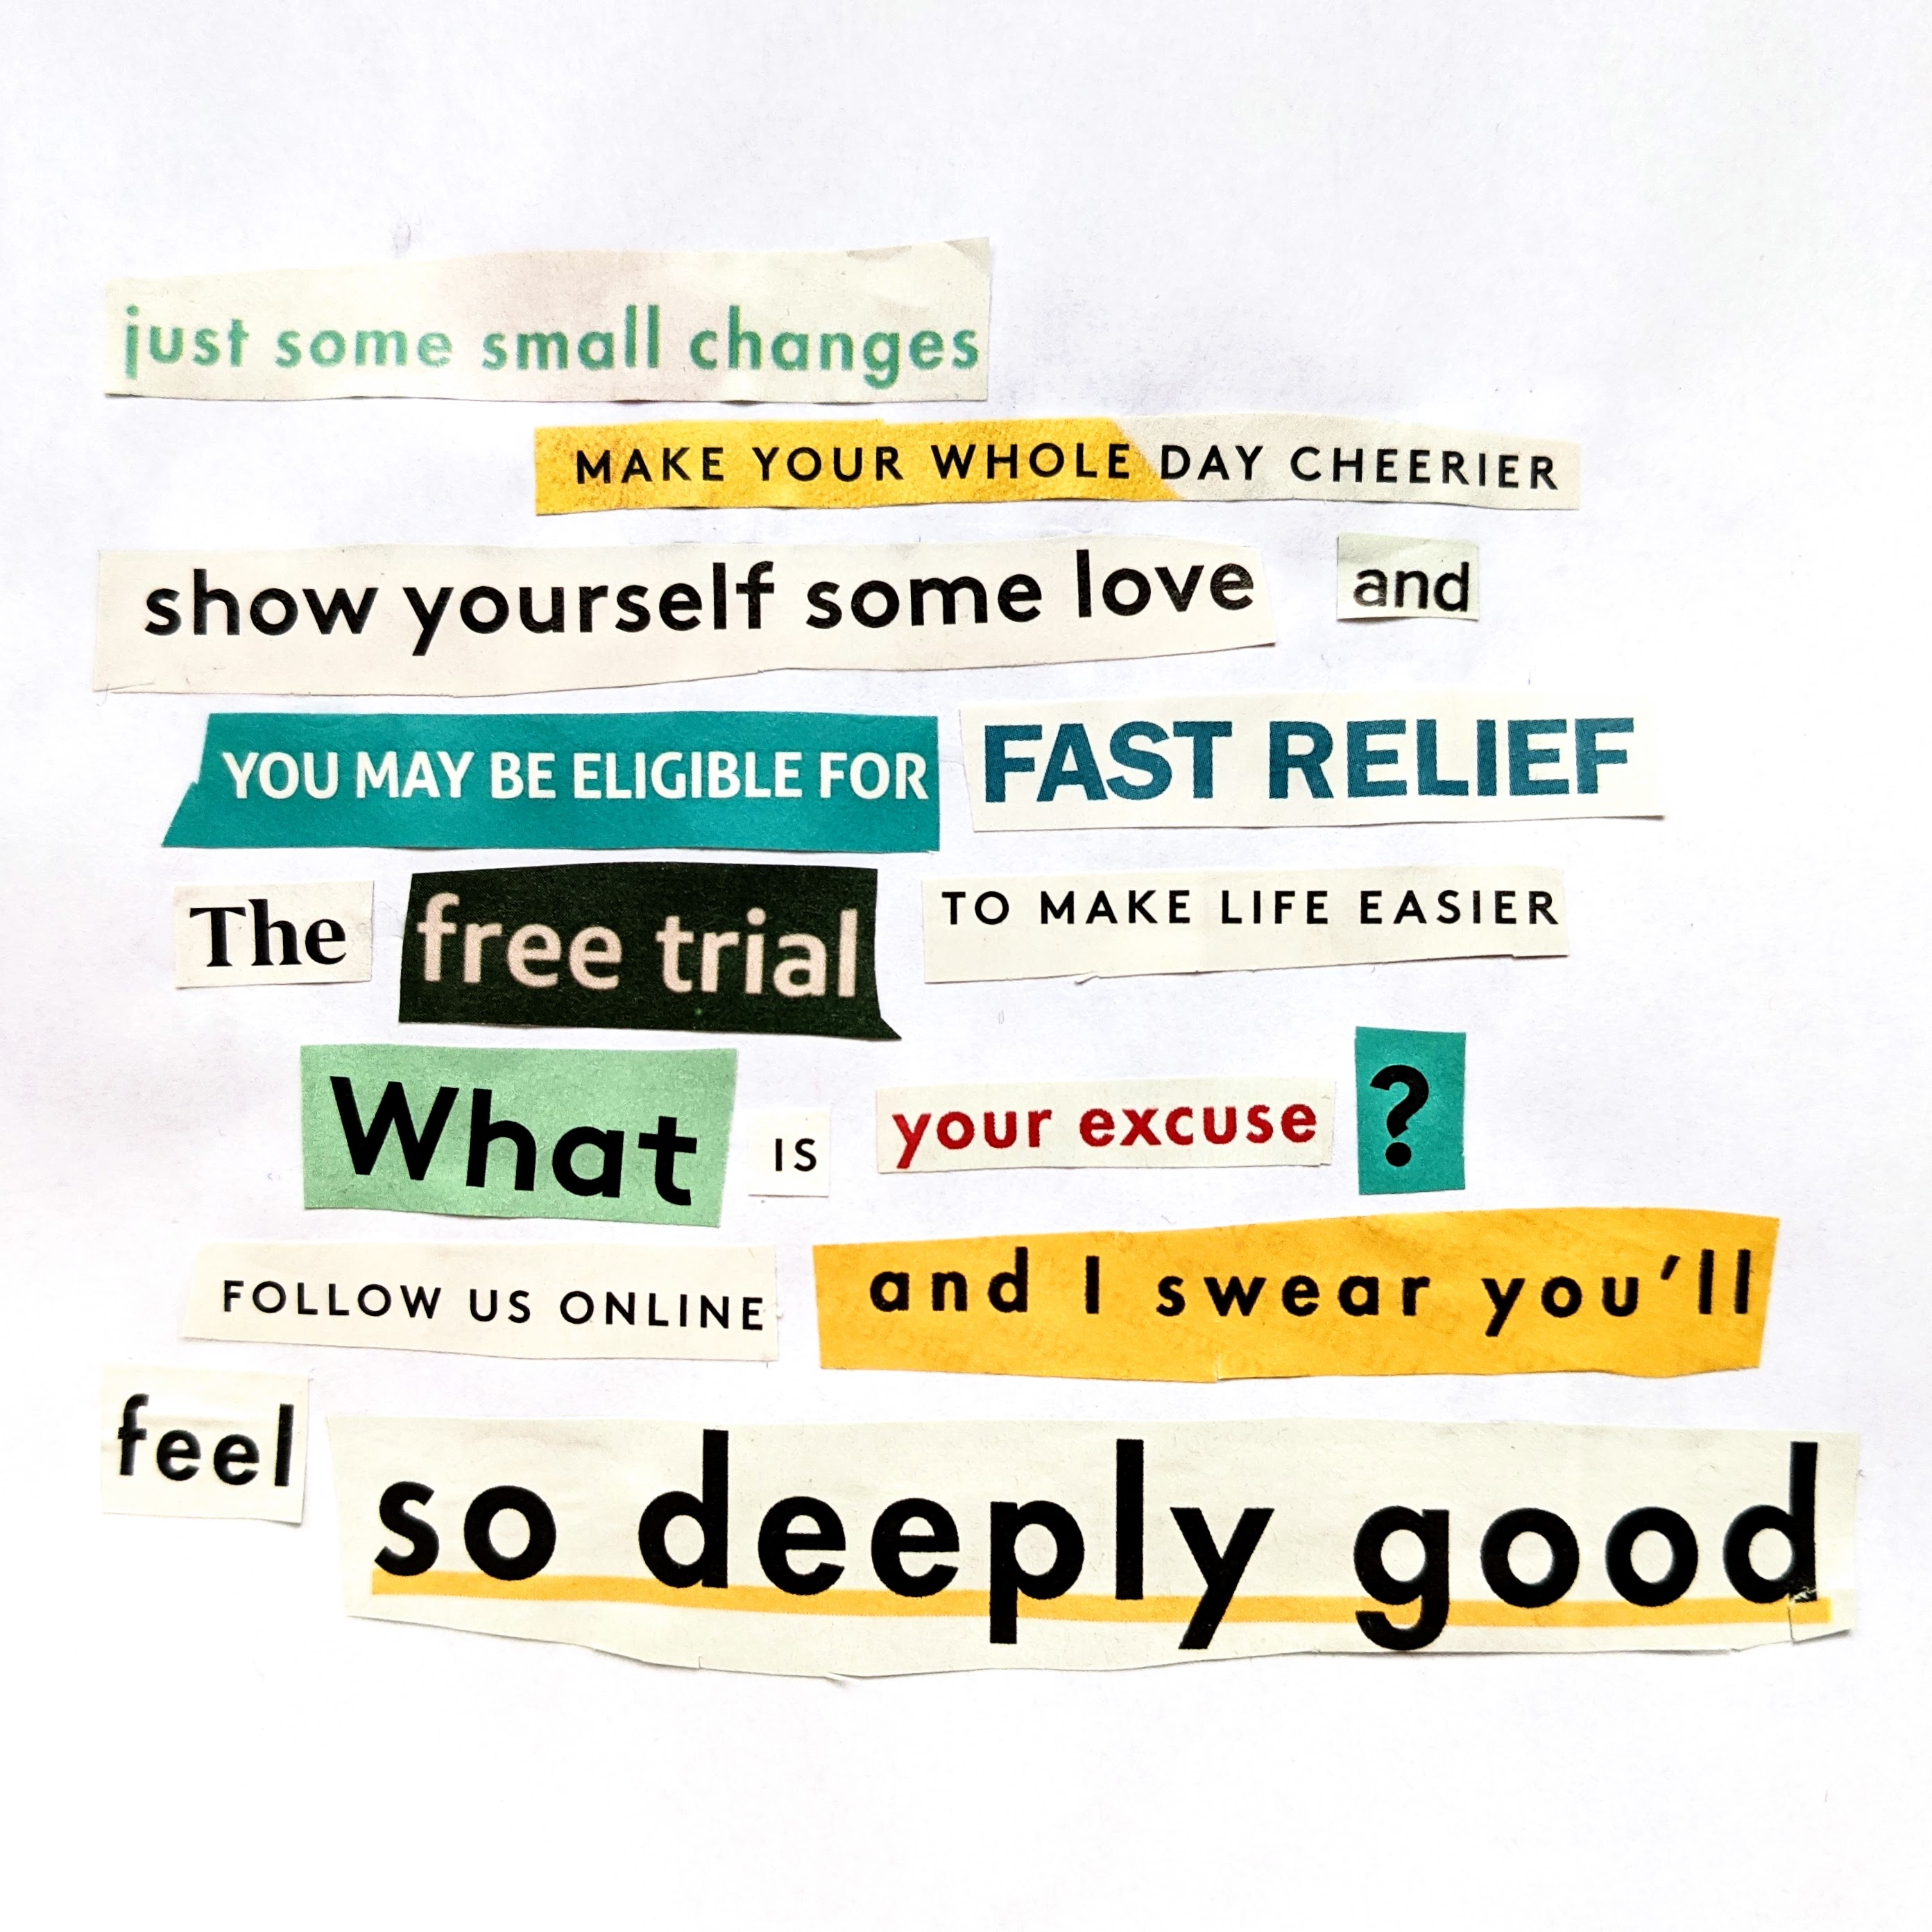 just some small changes
MAKE YOUR WHOLE DAY CHEERIER
show yourself some love and
YOU MAY BE ELIGIBLE FOR FAST RELIEF
The free trial TO MAKE LIFE EASIER
What IS your excuse ?
FOLLOW US ONLINE and I swear you'll
feel so deeply good